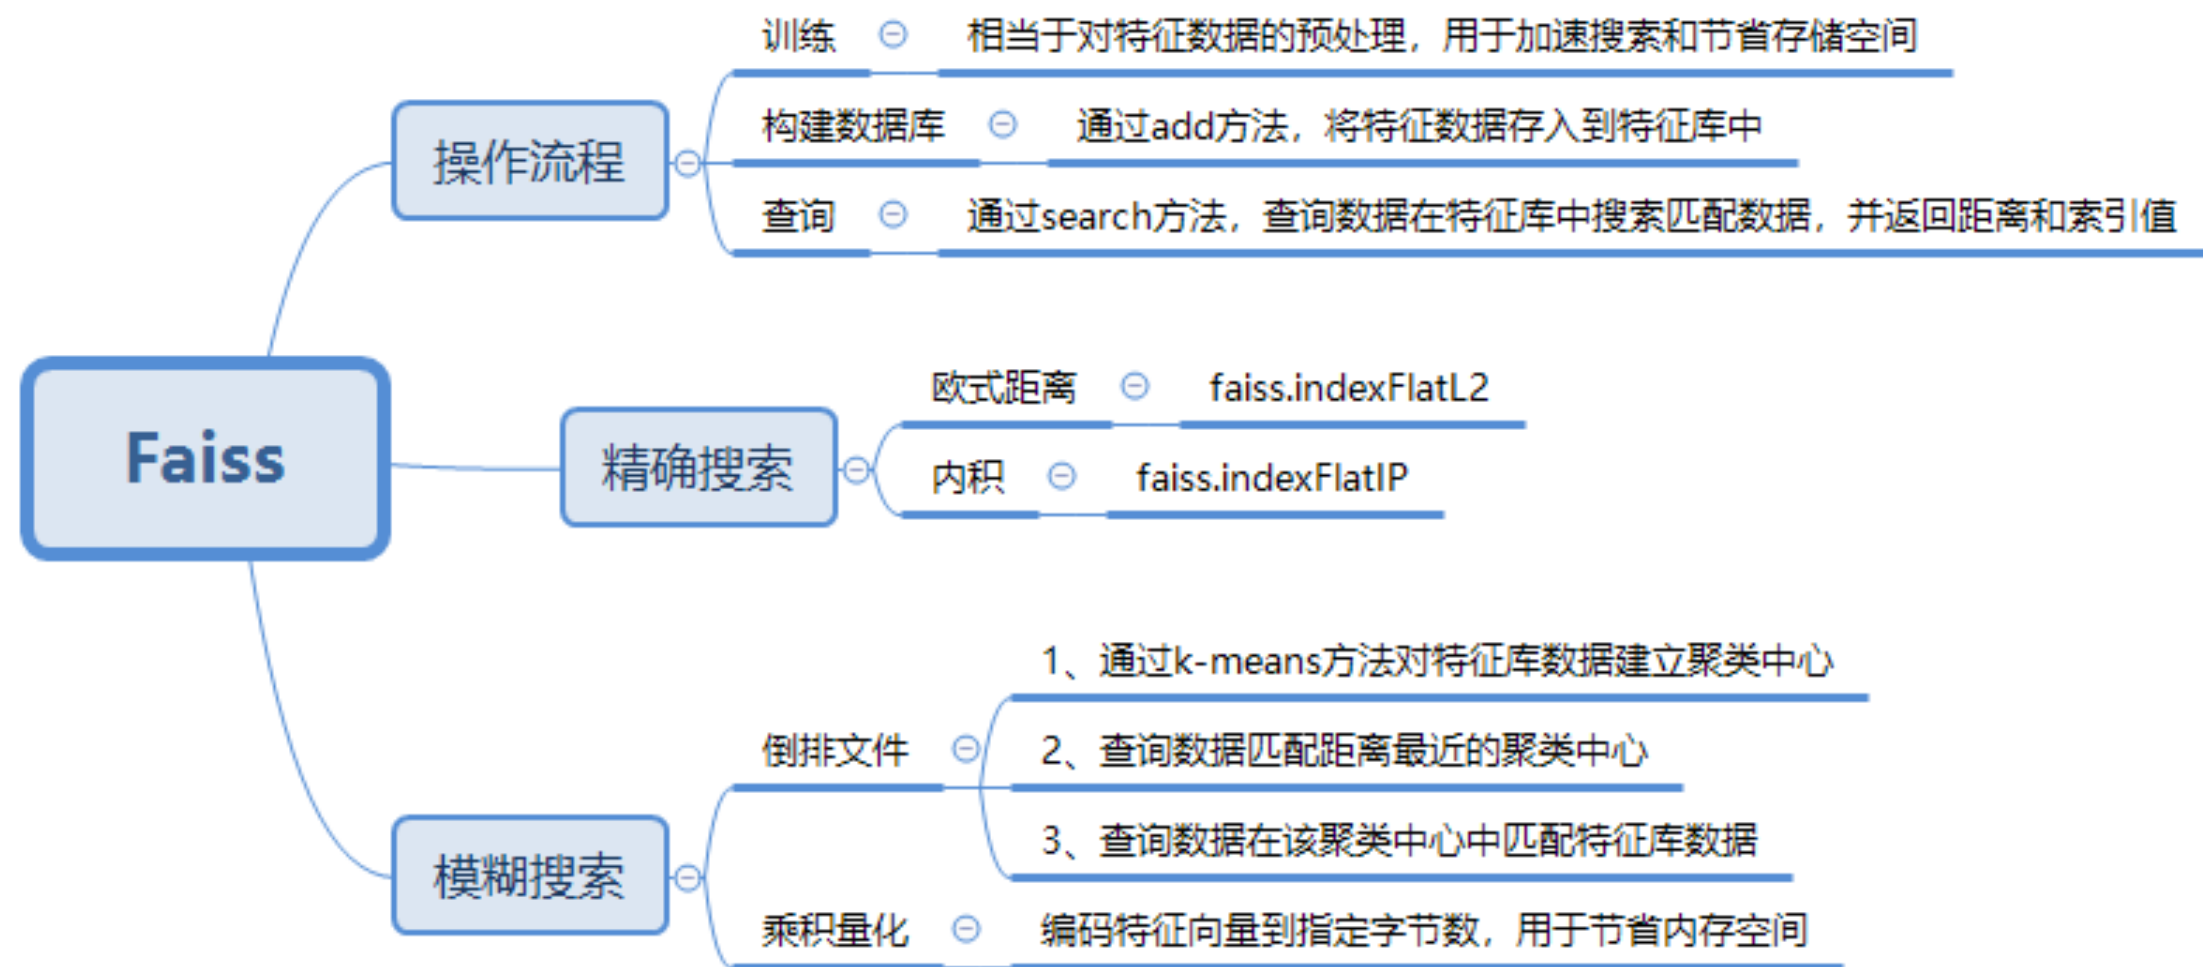 Faiss
操作流程
训练
相当于对特征数据的预处理，用于加速搜索和节省存储空间
构建数据库
通过add方法，将特征数据存入到特征库中
查询
通过search方法，查询数据在特征库中搜索匹配数据，并返回距离和索引值
精确搜索
欧式距离
faiss.indexFlatL2
内积
faiss.indexFlatIP
模糊搜索
倒排文件
1、通过k-means方法对特征库数据建立聚类中心
2、查询数据匹配距离最近的聚类中心
3、查询数据在该聚类中心中匹配特征库数据
乘积量化
编码特征向量到指定字节数，用于节省内存空间